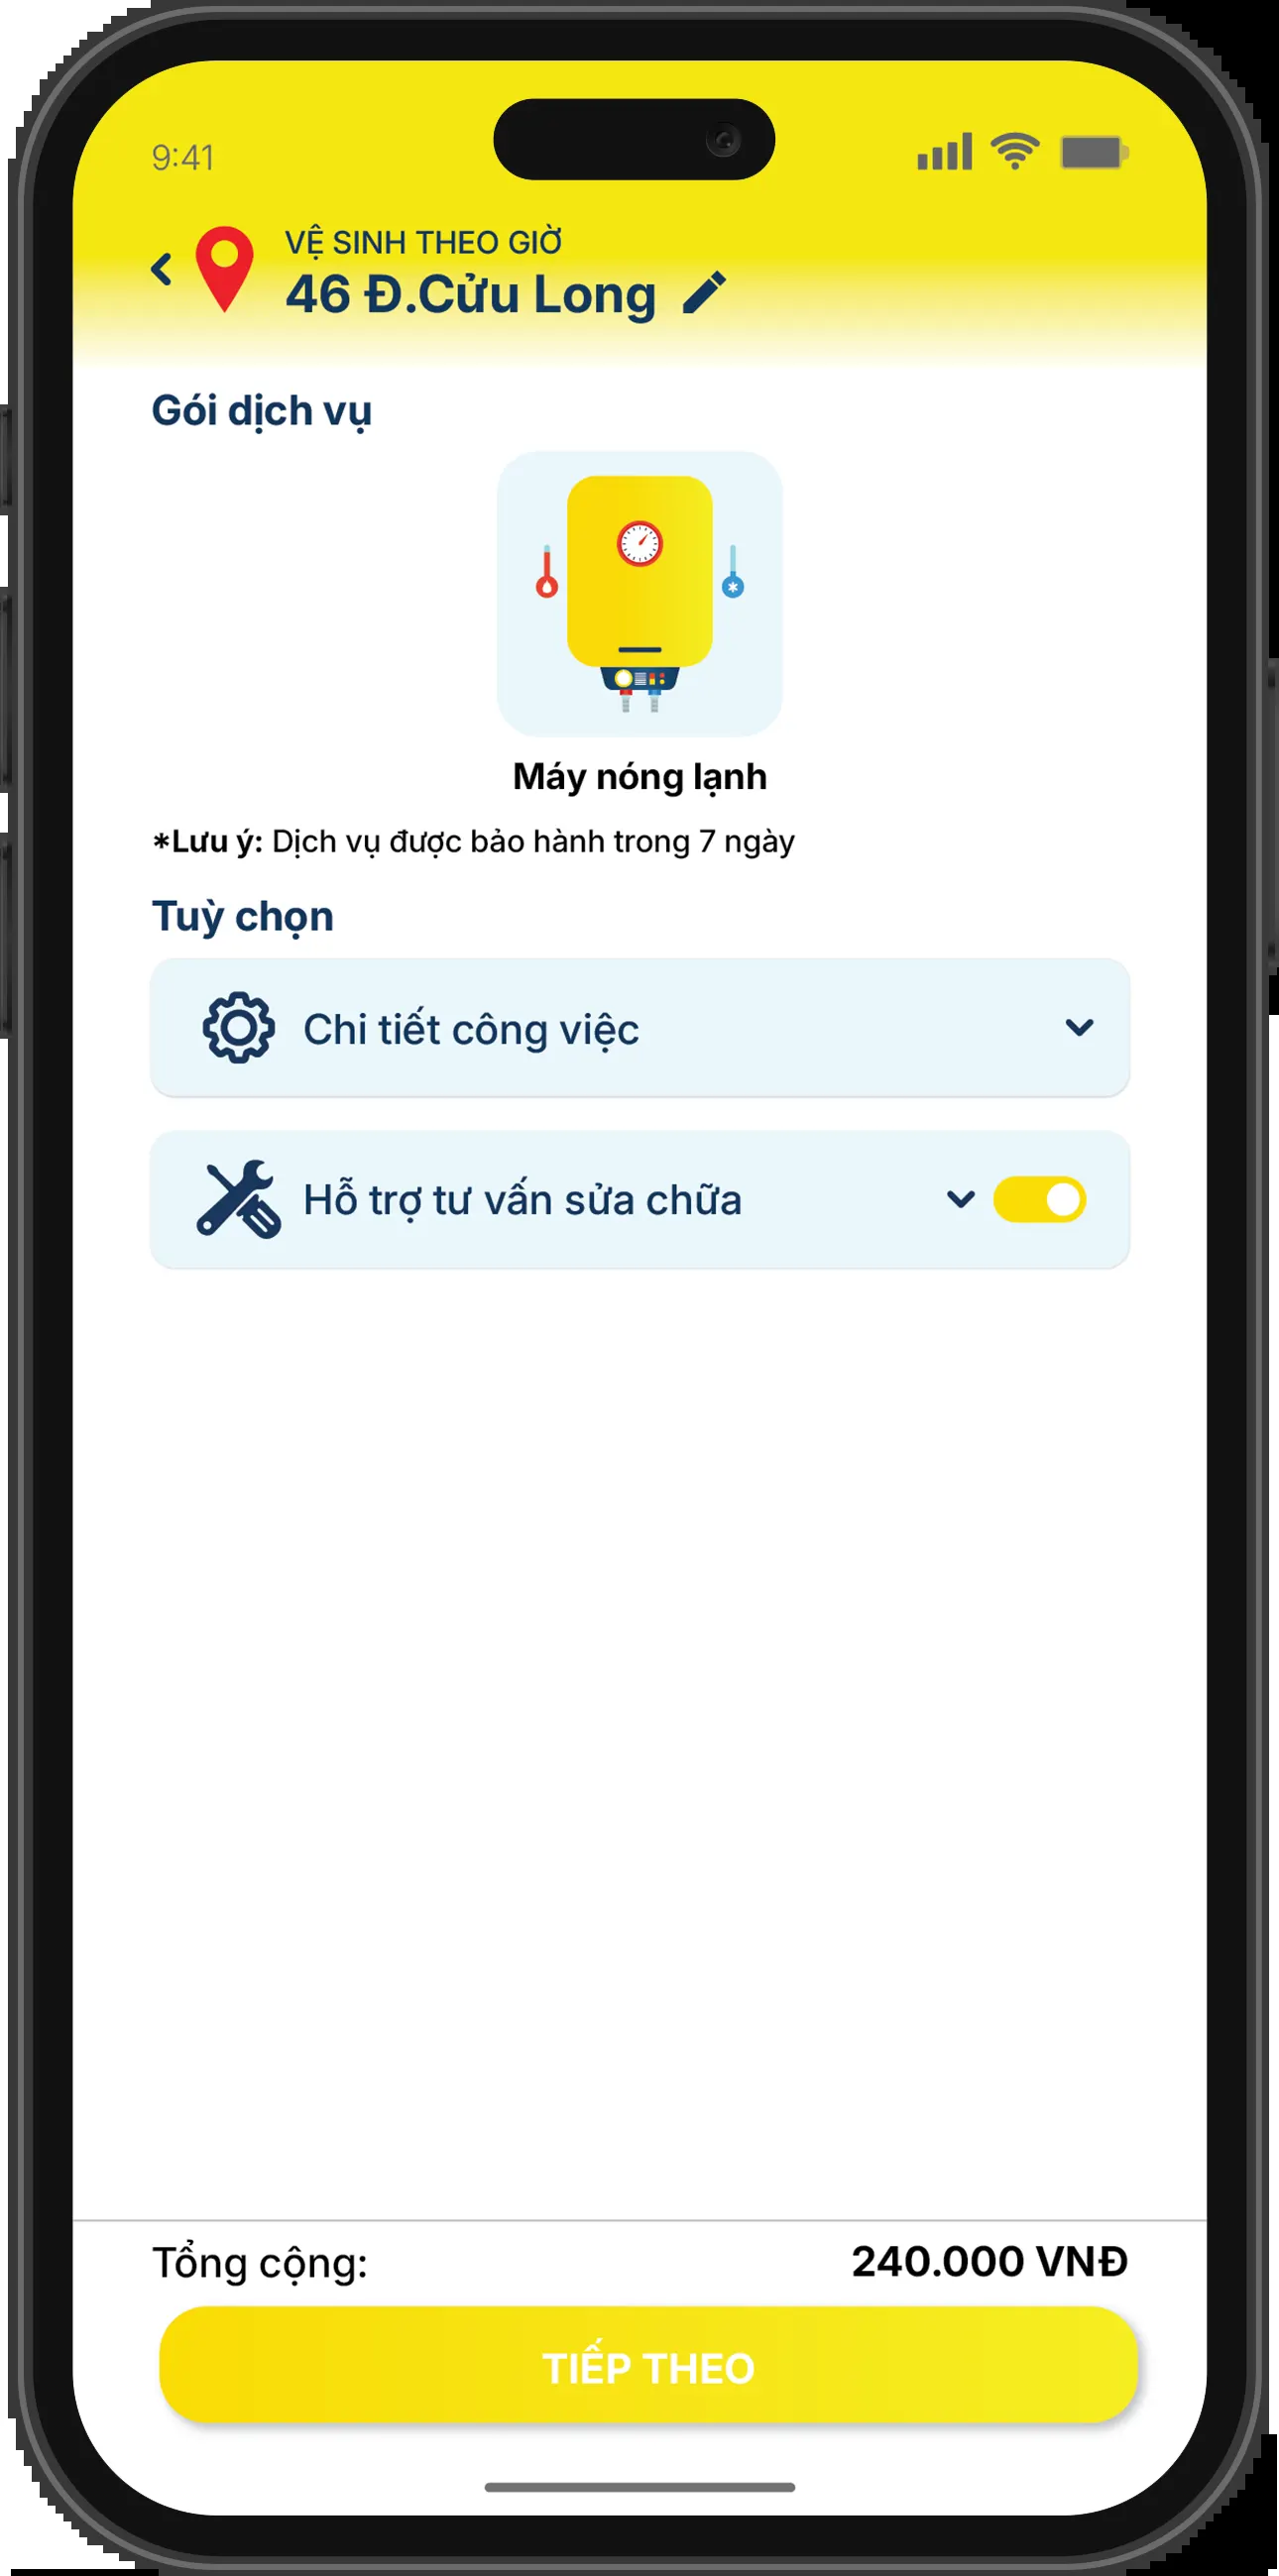 9:41
VỆ SINH THEO GIỜ
46 Đ.Cửu Long
Gói dịch vụ
Máy nóng lạnh
*Lưu ý: Dịch vụ được bảo hành trong 7 ngày
Tuỳ chọn
Chi tiết công việc
Hỗ trợ tư vấn sửa chữa
Tổng cộng: 240.000 VNĐ
TIẾP THEO